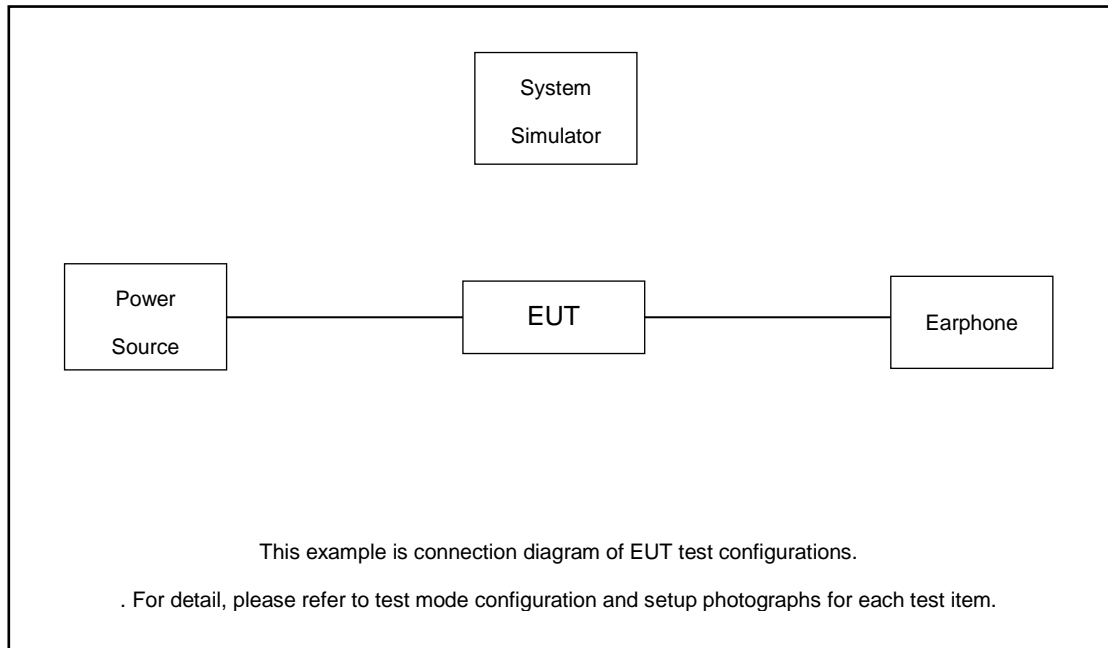 System
Simulator
Power
Source
EUT
Earphone
This example is connection diagram of EUT test configurations.
. For detail, please refer to test mode configuration and setup photographs for each test item.